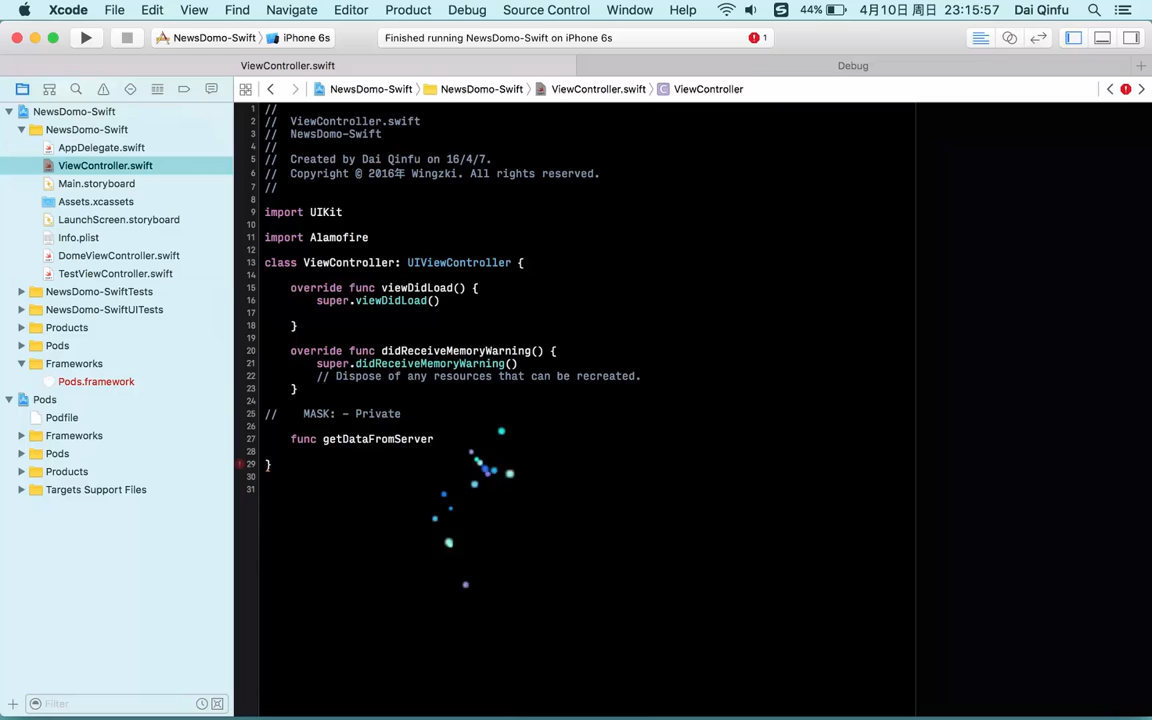 Xcode File Edit View Find Navigate Editor Product Debug Source Control Window Help 44% 4月10日 周日 23:15:57 Dai Qinfu
NewsDomo-Swift iPhone 6s Finished running NewsDomo-Swift on iPhone 6s 1
ViewController.swift Debug
NewsDomo-Swift NewsDomo-Swift ViewController.swift ViewController
NewsDomo-Swift
NewsDomo-Swift
AppDelegate.swift
ViewController.swift
Main.storyboard
Assets.xcassets
LaunchScreen.storyboard
Info.plist
DomeViewController.swift
TestViewController.swift
NewsDomo-SwiftTests
NewsDomo-SwiftUITests
Products
Pods
Frameworks
Pods.framework
Pods
Podfile
Frameworks
Pods
Products
Targets Support Files
Filter
1 //
2 // ViewController.swift
3 // NewsDomo-Swift
4 //
5 // Created by Dai Qinfu on 16/4/7.
6 // Copyright © 2016年 Wingzki. All rights reserved.
7 //
8
9 import UIKit
10
11 import Alamofire
12
13 class ViewController: UIViewController {
14
15 override func viewDidLoad() {
16 super.viewDidLoad()
17
18 }
19
20 override func didReceiveMemoryWarning() {
21 super.didReceiveMemoryWarning()
22 // Dispose of any resources that can be recreated.
23 }
24
25 // MASK: - Private
26
27 func getDataFromServer
28
29 }
30
31